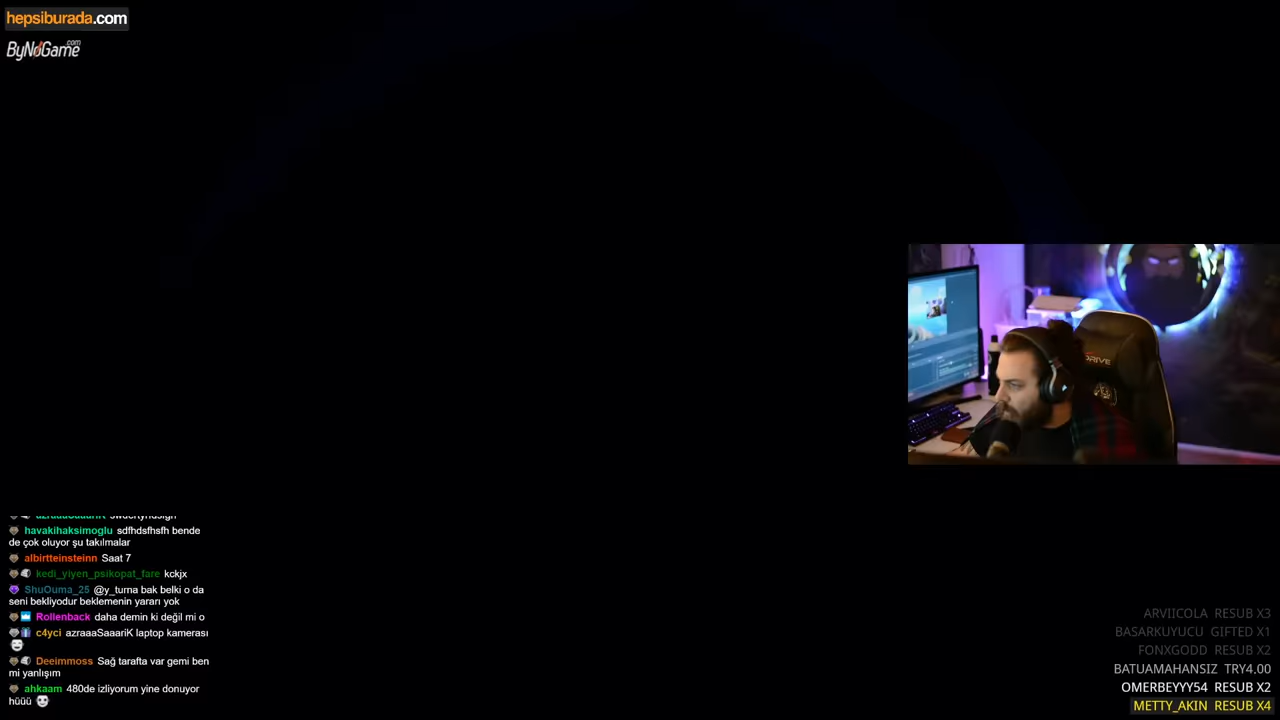 hepsiburada.com
ByNoGame.com
havakihaksimoglu sdfhdsfhsfh bende
de çok oluyor şu takılmalar
albirtteinsteinn Saat 7
kedi_yiyen_psikopat_fare kckjx
ShuOuma_25 @y_turna bak belki o da
seni bekliyodur beklemenin yararı yok
Rollenback daha demin ki değil mi o
c4yci azraaaSaaariK laptop kamerası
Deeimmoss Sağ tarafta var gemi ben
mi yanlışım
ahkaam 480de izliyorum yine donuyor
hüüü
ARVIICOLA RESUB X3
BASARKUYUCU GIFTED X1
FONXGODD RESUB X2
BATUAMAHANSIZ TRY4.00
OMERBEYYY54 RESUB X2
METTY_AKIN RESUB X4